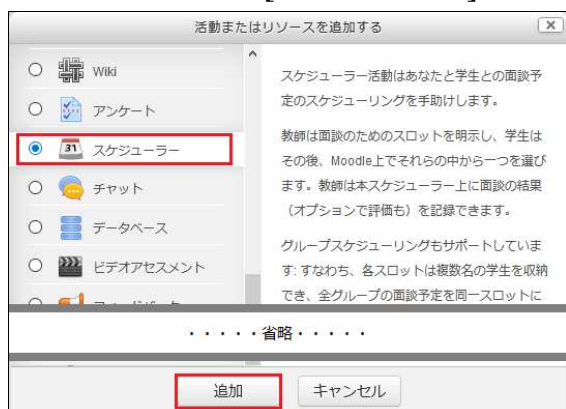 活動またはリソースを追加する
Wiki
アンケート
31 スケジューラー
チャット
データベース
ビデオアセスメント
スケジューラー活動はあなたと学生との面談予
定のスケジューリングを手助けします。
教師は面談のためのスロットを明示し、学生は
その後、Moodle上でそれらの中から一つを選び
ます。教師は本スケジューラー上に面談の結果
（オプションで評価も）を記録できます。
グループスケジューリングもサポートしていま
す: すなわち、各スロットは複数名の学生を収納
でき、全グループの面談予定を同一スロットに
・・・・・省略・・・・・
追加
キャンセル